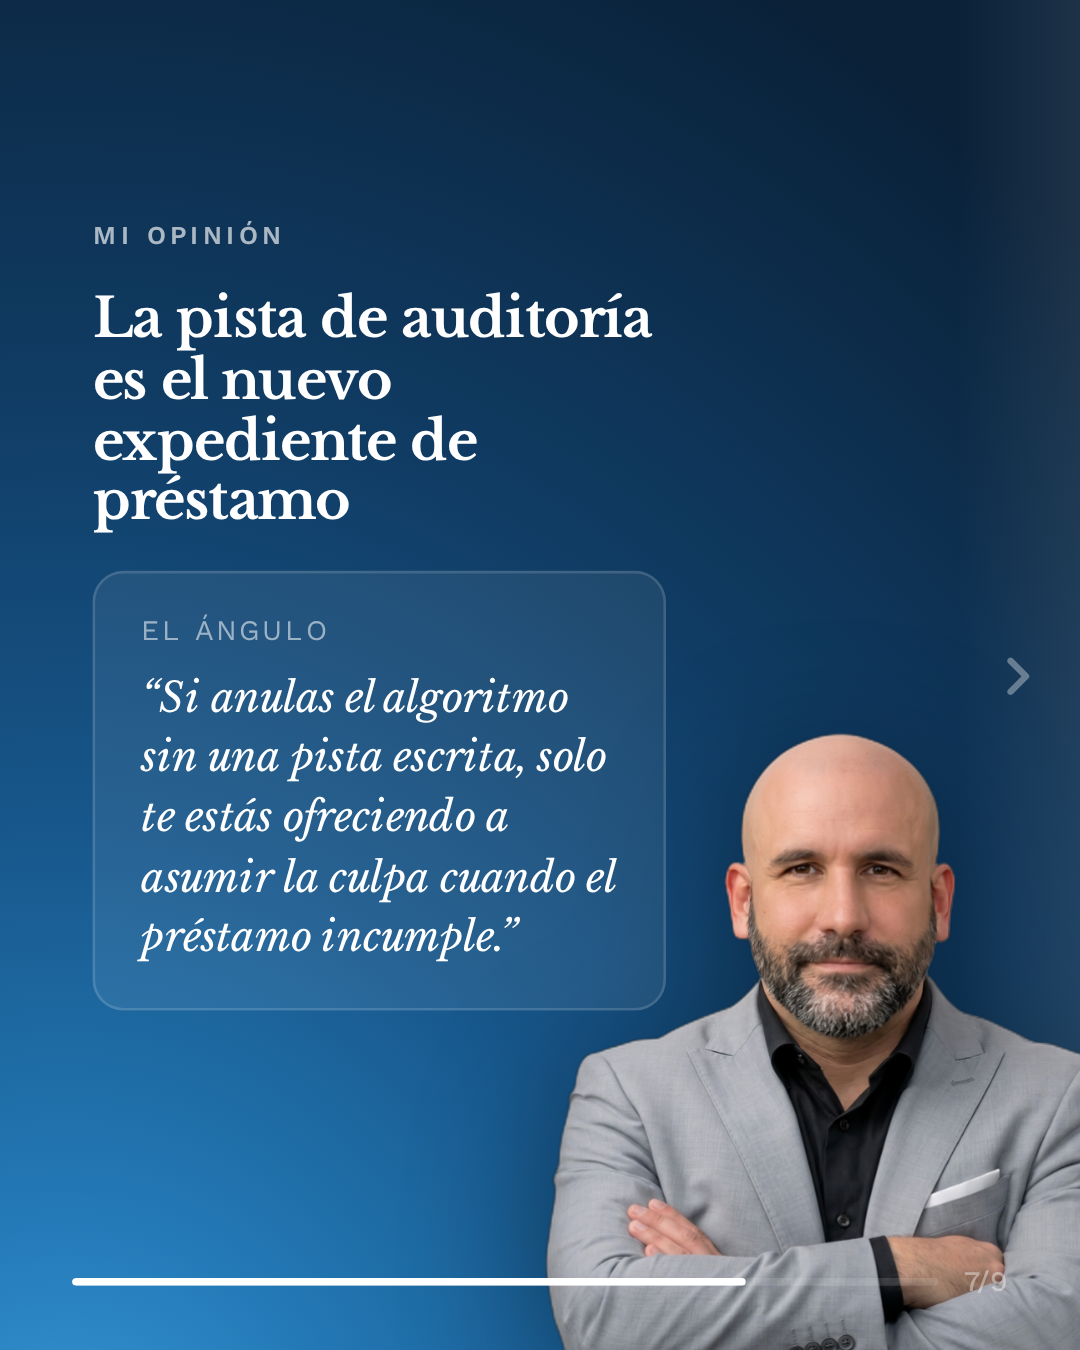 MI OPINIÓN
La pista de auditoría
es el nuevo
expediente de
préstamo
EL ÁNGULO
“Si anulas el algoritmo
sin una pista escrita, solo
te estás ofreciendo a
asumir la culpa cuando el
préstamo incumple.”
7/9